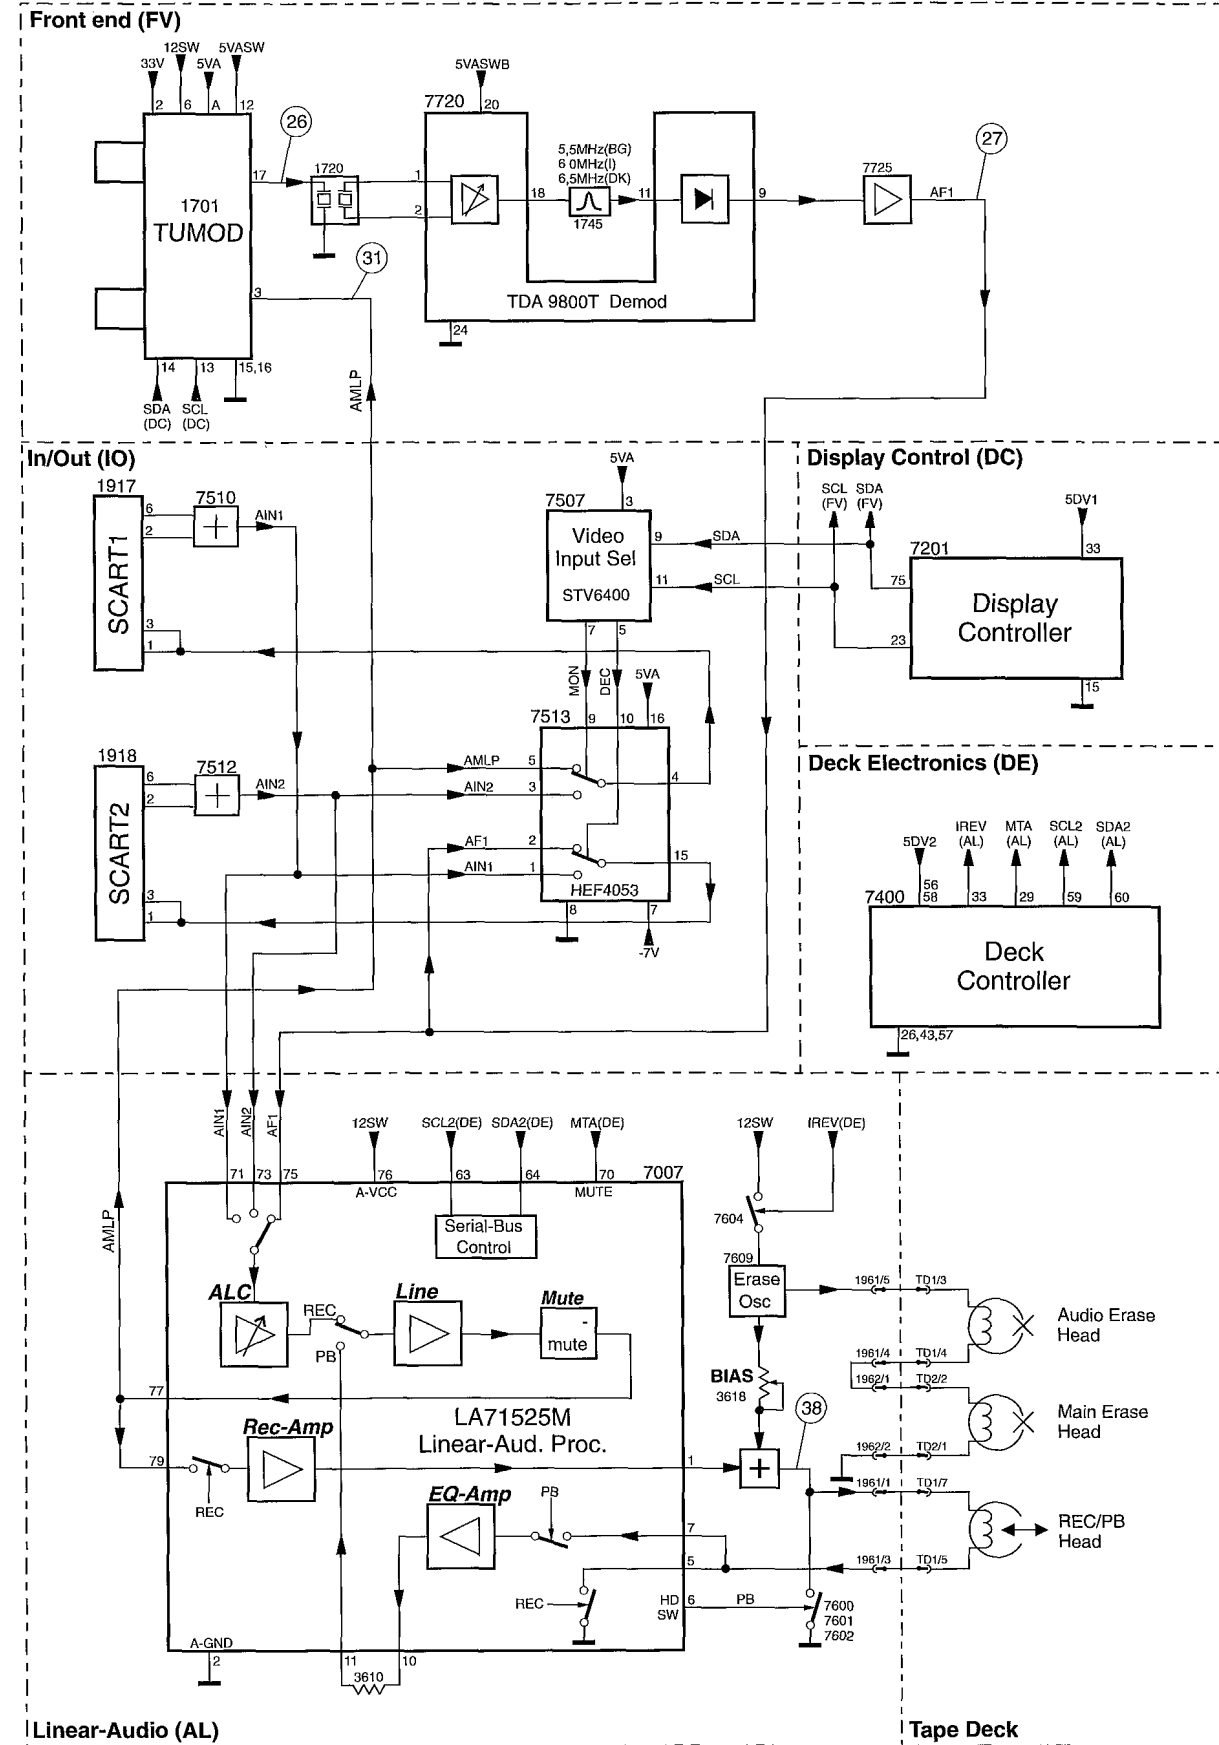 Front end (FV)
12SW 5VASW
33V 5VA
2 6 A 12
17
26
1720
1701
TUMOD
3
31
14 13 15,16
SDA SCL
(DC) (DC)
AMLP
5VASWB
7720 20
1
2
18
5,5MHz(BG)
6 0MHz(I)
6,5MHz(DK)
1745
11
9
TDA 9800T Demod
24
7725
AF1
27
In/Out (IO)
1917
7510
6
2
AIN1
SCART1
3
1
5VA
7507 3
Video
Input Sel
STV6400
9 SDA
11 SCL
7 5
MON DEC 5VA
7513 9 10 16
AMLP 5
AIN2 3
4
AF1 2
AIN1 1
15
HEF4053
8 7
-7V
1918
7512
6
2
AIN2
SCART2
3
1
Display Control (DC)
SCL SDA
(FV) (FV)
5DV1
7201 33
75
23
Display
Controller
15
Deck Electronics (DE)
5DV2
IREV MTA SCL2 SDA2
(AL) (AL) (AL) (AL)
7400
56
58 33 29 59 60
Deck
Controller
26,43,57
AIN1 AIN2 AF1
12SW SCL2(DE) SDA2(DE) MTA(DE)
71 73 75 76 63 64 70 7007
A-VCC MUTE
Serial-Bus
Control
AMLP
ALC
REC
PB
Line
Mute
-
mute
77
LA71525M
Linear-Aud. Proc.
Rec-Amp
79
REC
1
EQ-Amp
PB
7
5
REC
HD
SW
6 PB
A-GND
2
11 10
3610
12SW IREV(DE)
7604
7609
Erase
Osc
BIAS
3618
+
38
7600
7601
7602
1961/5 TD1/3
1961/4 TD1/4
1962/1 TD2/2
1962/2 TD2/1
1961/1 TD1/7
1961/3 TD1/5
Audio Erase
Head
Main Erase
Head
REC/PB
Head
Linear-Audio (AL)
Tape Deck